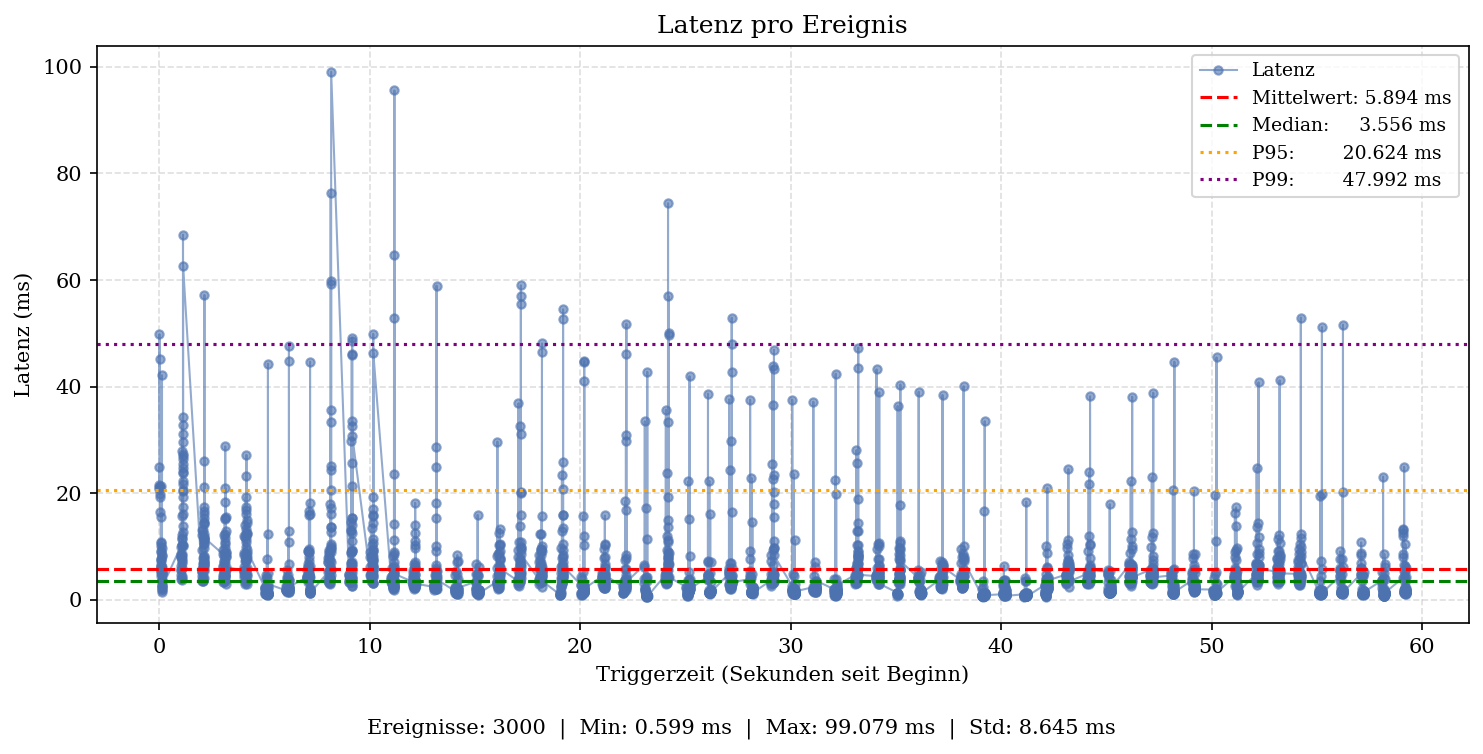 Latenz pro Ereignis
Latenz (ms)
100
80
60
40
20
0
Latenz
Mittelwert: 5.894 ms
Median: 3.556 ms
P95: 20.624 ms
P99: 47.992 ms
0 10 20 30 40 50 60
Triggerzeit (Sekunden seit Beginn)
Ereignisse: 3000 | Min: 0.599 ms | Max: 99.079 ms | Std: 8.645 ms